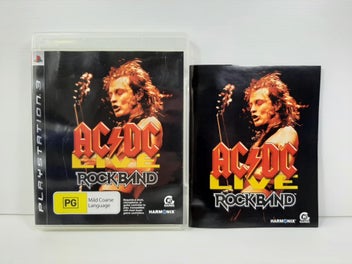 PLAYSTATION 3
AC/DC
LIVE
ROCKBAND
PG
Mild Coarse
Language
HARMONIX
AC/DC
LIVE
ROCKBAND
HARMONIX